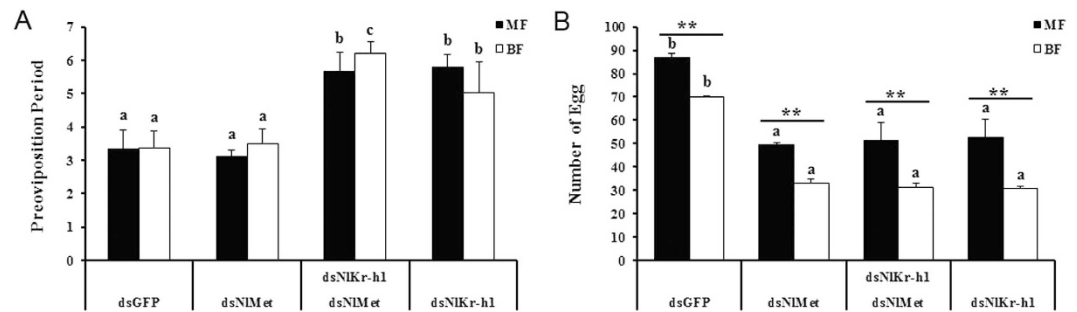 A
Preoviposition Period
7
6
5
4
3
2
1
0
MF
BF
a a a a b c b b
dsGFP
dsNlMet
dsNlKr-h1
dsNlMet
dsNlKr-h1
B
Number of Egg
100
90
80
70
60
50
40
30
20
10
0
MF
BF
** ** ** **
b b a a a a a a
dsGFP
dsNlMet
dsNlKr-h1
dsNlMet
dsNlKr-h1